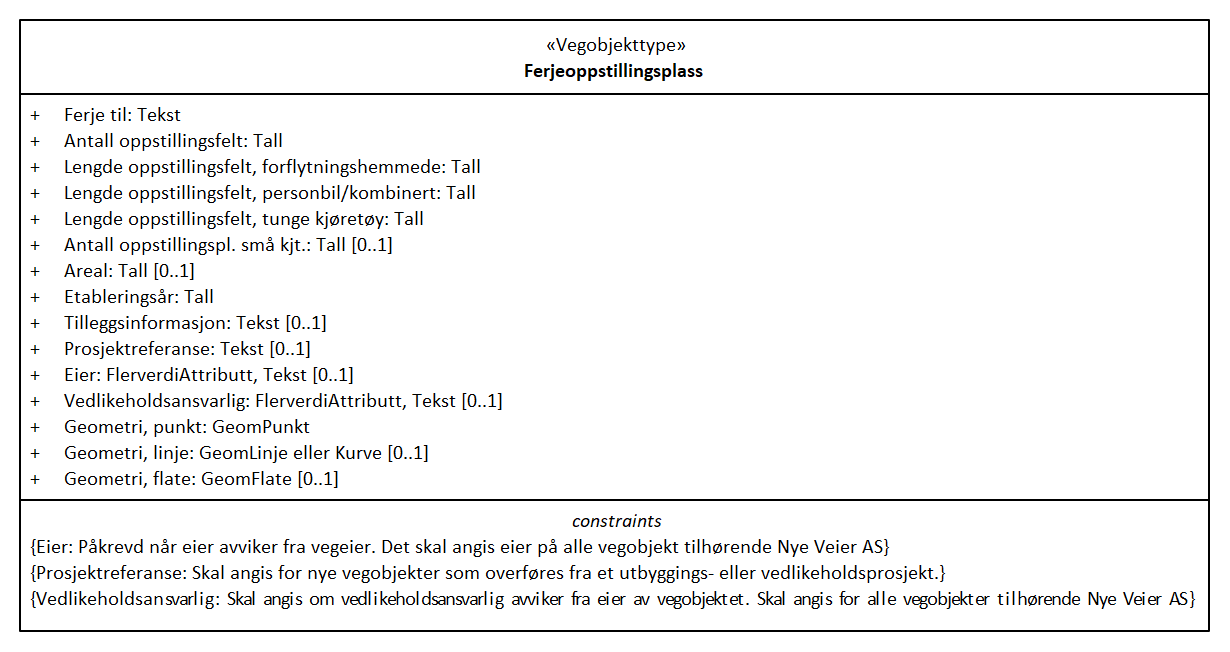 «Vegobjekttype»
Ferjeoppstillingsplass
+ Ferje til: Tekst
+ Antall oppstillingsfelt: Tall
+ Lengde oppstillingsfelt, forflytningshemmede: Tall
+ Lengde oppstillingsfelt, personbil/kombinert: Tall
+ Lengde oppstillingsfelt, tunge kjøretøy: Tall
+ Antall oppstillingspl. små kjt.: Tall [0..1]
+ Areal: Tall [0..1]
+ Etableringsår: Tall
+ Tilleggsinformasjon: Tekst [0..1]
+ Prosjektreferanse: Tekst [0..1]
+ Eier: FlerverdiAttributt, Tekst [0..1]
+ Vedlikeholdsansvarlig: FlerverdiAttributt, Tekst [0..1]
+ Geometri, punkt: GeomPunkt
+ Geometri, linje: GeomLinje eller Kurve [0..1]
+ Geometri, flate: GeomFlate [0..1]
constraints
{Eier: Påkrevd når eier avviker fra vegeier. Det skal angis eier på alle vegobjekt tilhørende Nye Veier AS}
{Prosjektreferanse: Skal angis for nye vegobjekter som overføres fra et utbyggings- eller vedlikeholdsprosjekt.}
{Vedlikeholdsansvarlig: Skal angis om vedlikeholdsansvarlig avviker fra eier av vegobjektet. Skal angis for alle vegobjekter tilhørende Nye Veier AS}